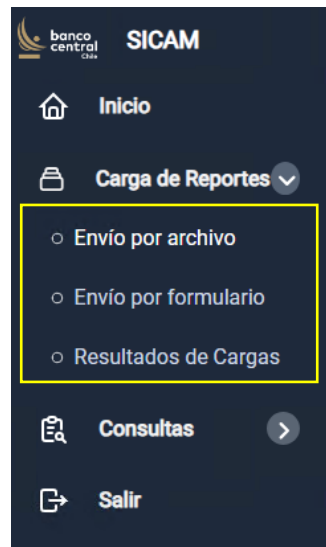 banco
central
Chile
SICAM
Inicio
Carga de Reportes
Envío por archivo
Envío por formulario
Resultados de Cargas
Consultas
Salir